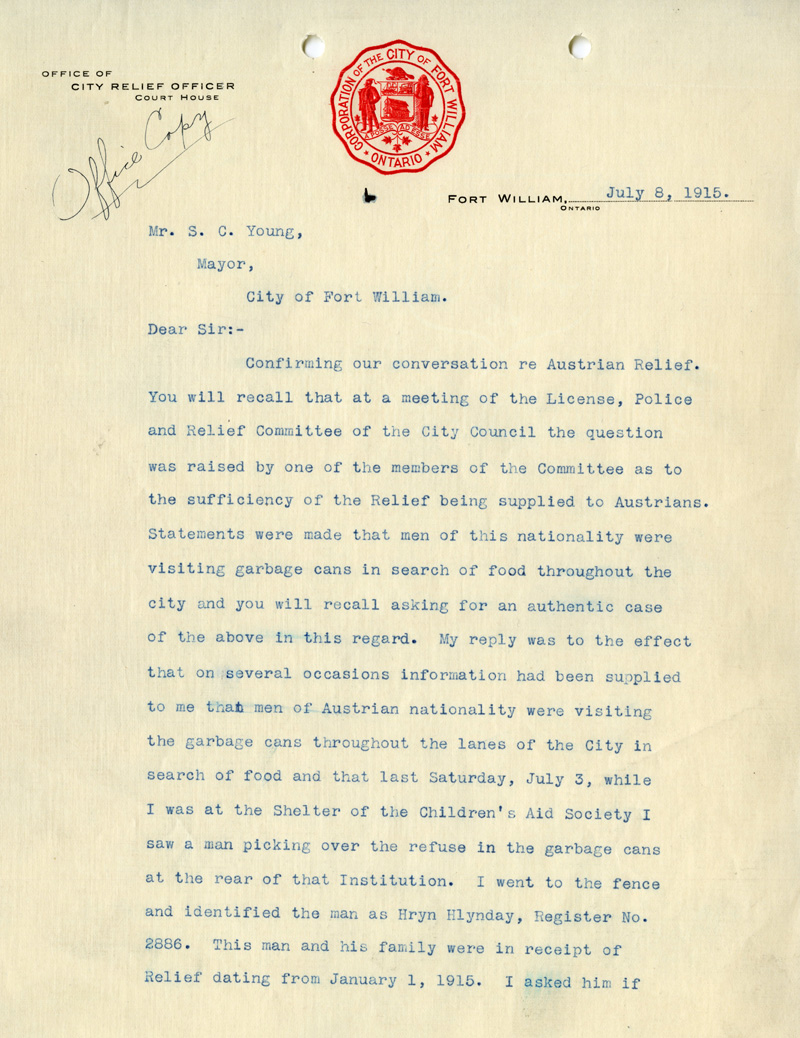 OFFICE OF
CITY RELIEF OFFICER
COURT HOUSE
Office Copy
CORPORATION OF THE CITY OF FORT WILLIAM
A POSSE AD ESSE
ONTARIO
FORT WILLIAM, July 8, 1915.
ONTARIO
Mr. S. C. Young,
Mayor,
City of Fort William.
Dear Sir:-
Confirming our conversation re Austrian Relief.
You will recall that at a meeting of the License, Police
and Relief Committee of the City Council the question
was raised by one of the members of the Committee as to
the sufficiency of the Relief being supplied to Austrians.
Statements were made that men of this nationality were
visiting garbage cans in search of food throughout the
city and you will recall asking for an authentic case
of the above in this regard. My reply was to the effect
that on several occasions information had been supplied
to me that men of Austrian nationality were visiting
the garbage cans throughout the lanes of the City in
search of food and that last Saturday, July 3, while
I was at the Shelter of the Children's Aid Society I
saw a man picking over the refuse in the garbage cans
at the rear of that Institution. I went to the fence
and identified the man as Hryn Hlynday, Register No.
2886. This man and his family were in receipt of
Relief dating from January 1, 1915. I asked him if